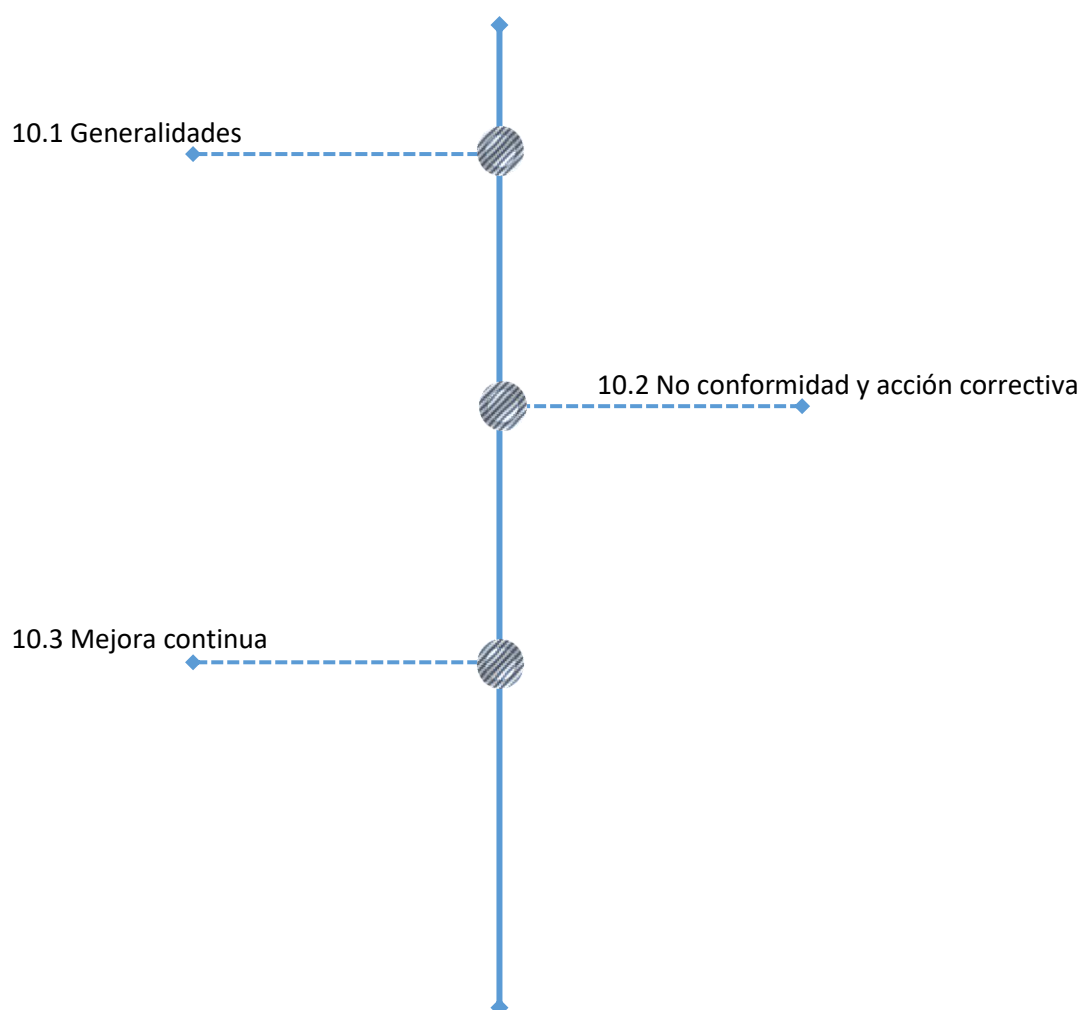 10.1 Generalidades
10.2 No conformidad y acción correctiva
10.3 Mejora continua